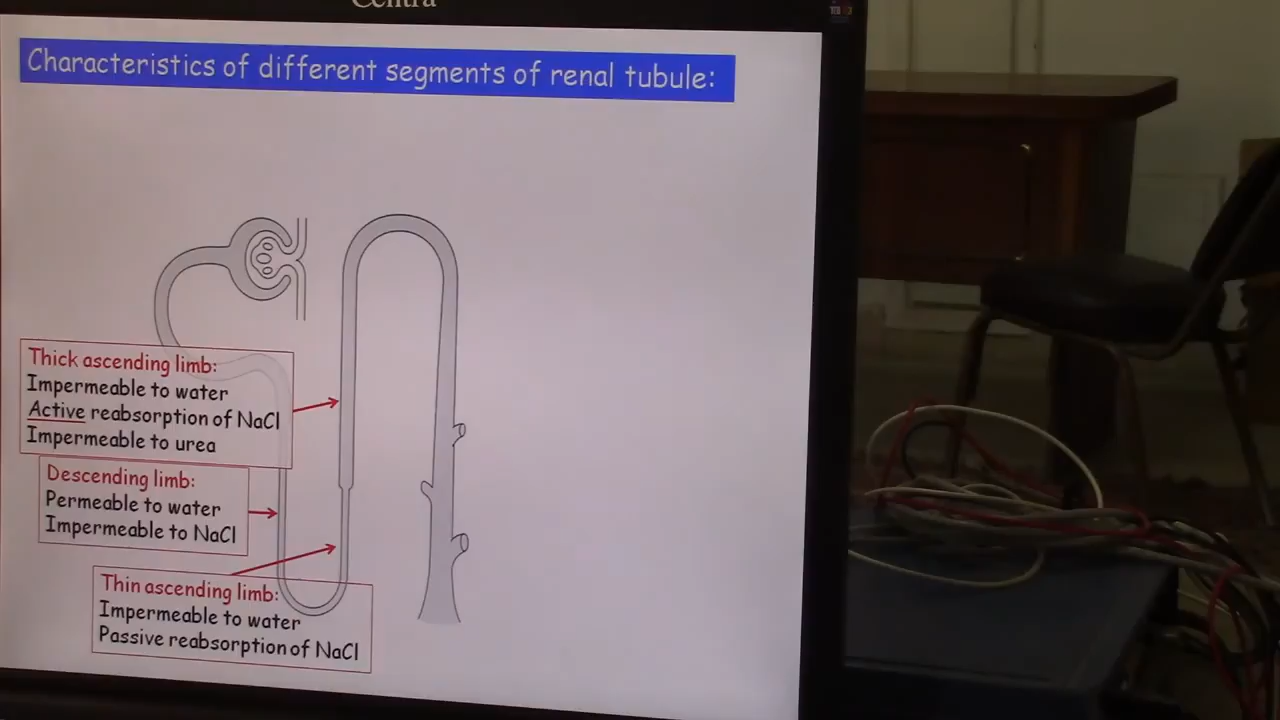 Centra
Characteristics of different segments of renal tubule:
Thick ascending limb:
Impermeable to water
Active reabsorption of NaCl
Impermeable to urea
Descending limb:
Permeable to water
Impermeable to NaCl
Thin ascending limb:
Impermeable to water
Passive reabsorption of NaCl